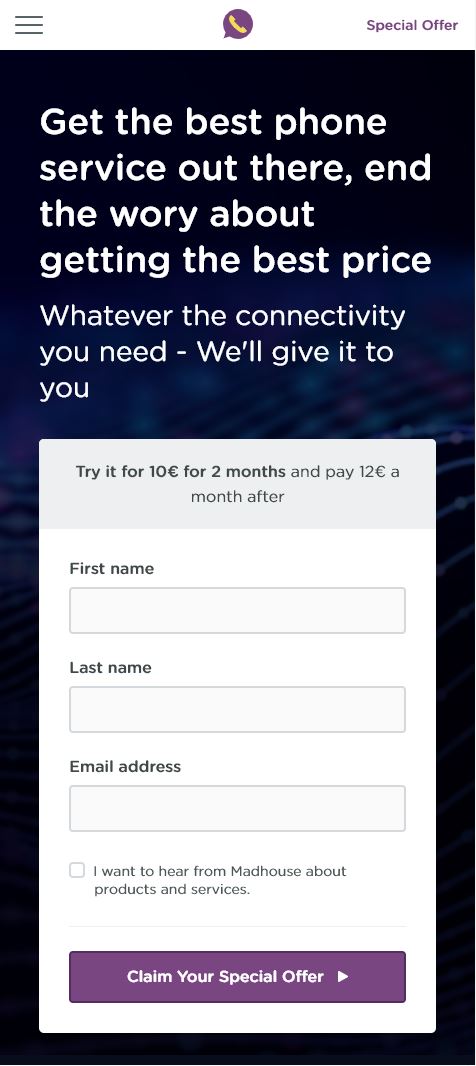 Special Offer
Get the best phone
service out there, end
the wory about
getting the best price
Whatever the connectivity
you need - We'll give it to
you
Try it for 10€ for 2 months and pay 12€ a
month after
First name
Last name
Email address
I want to hear from Madhouse about
products and services.
Claim Your Special Offer